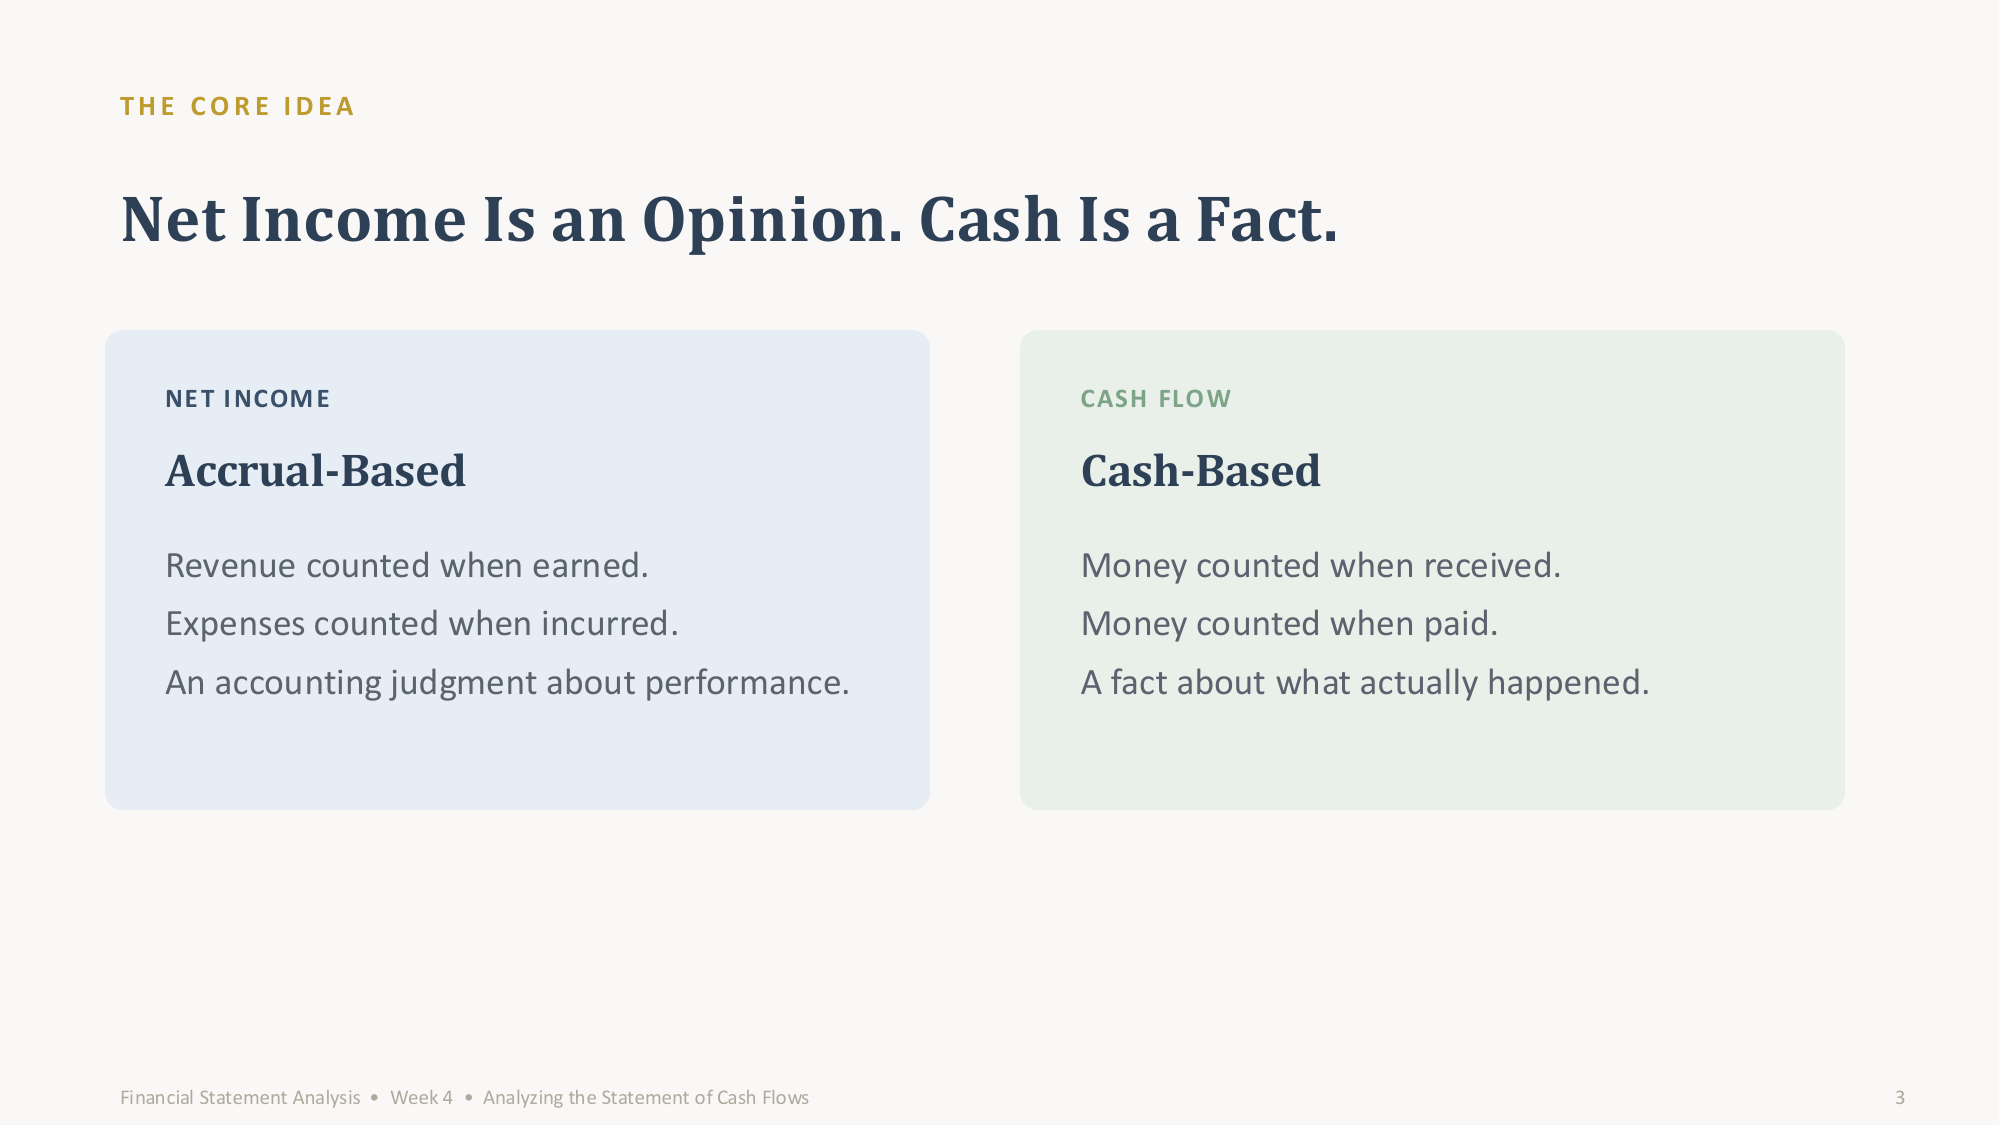 THE CORE IDEA
Net Income Is an Opinion. Cash Is a Fact.
NET INCOME
Accrual-Based
Revenue counted when earned.
Expenses counted when incurred.
An accounting judgment about performance.
CASH FLOW
Cash-Based
Money counted when received.
Money counted when paid.
A fact about what actually happened.
Financial Statement Analysis • Week 4 • Analyzing the Statement of Cash Flows
3